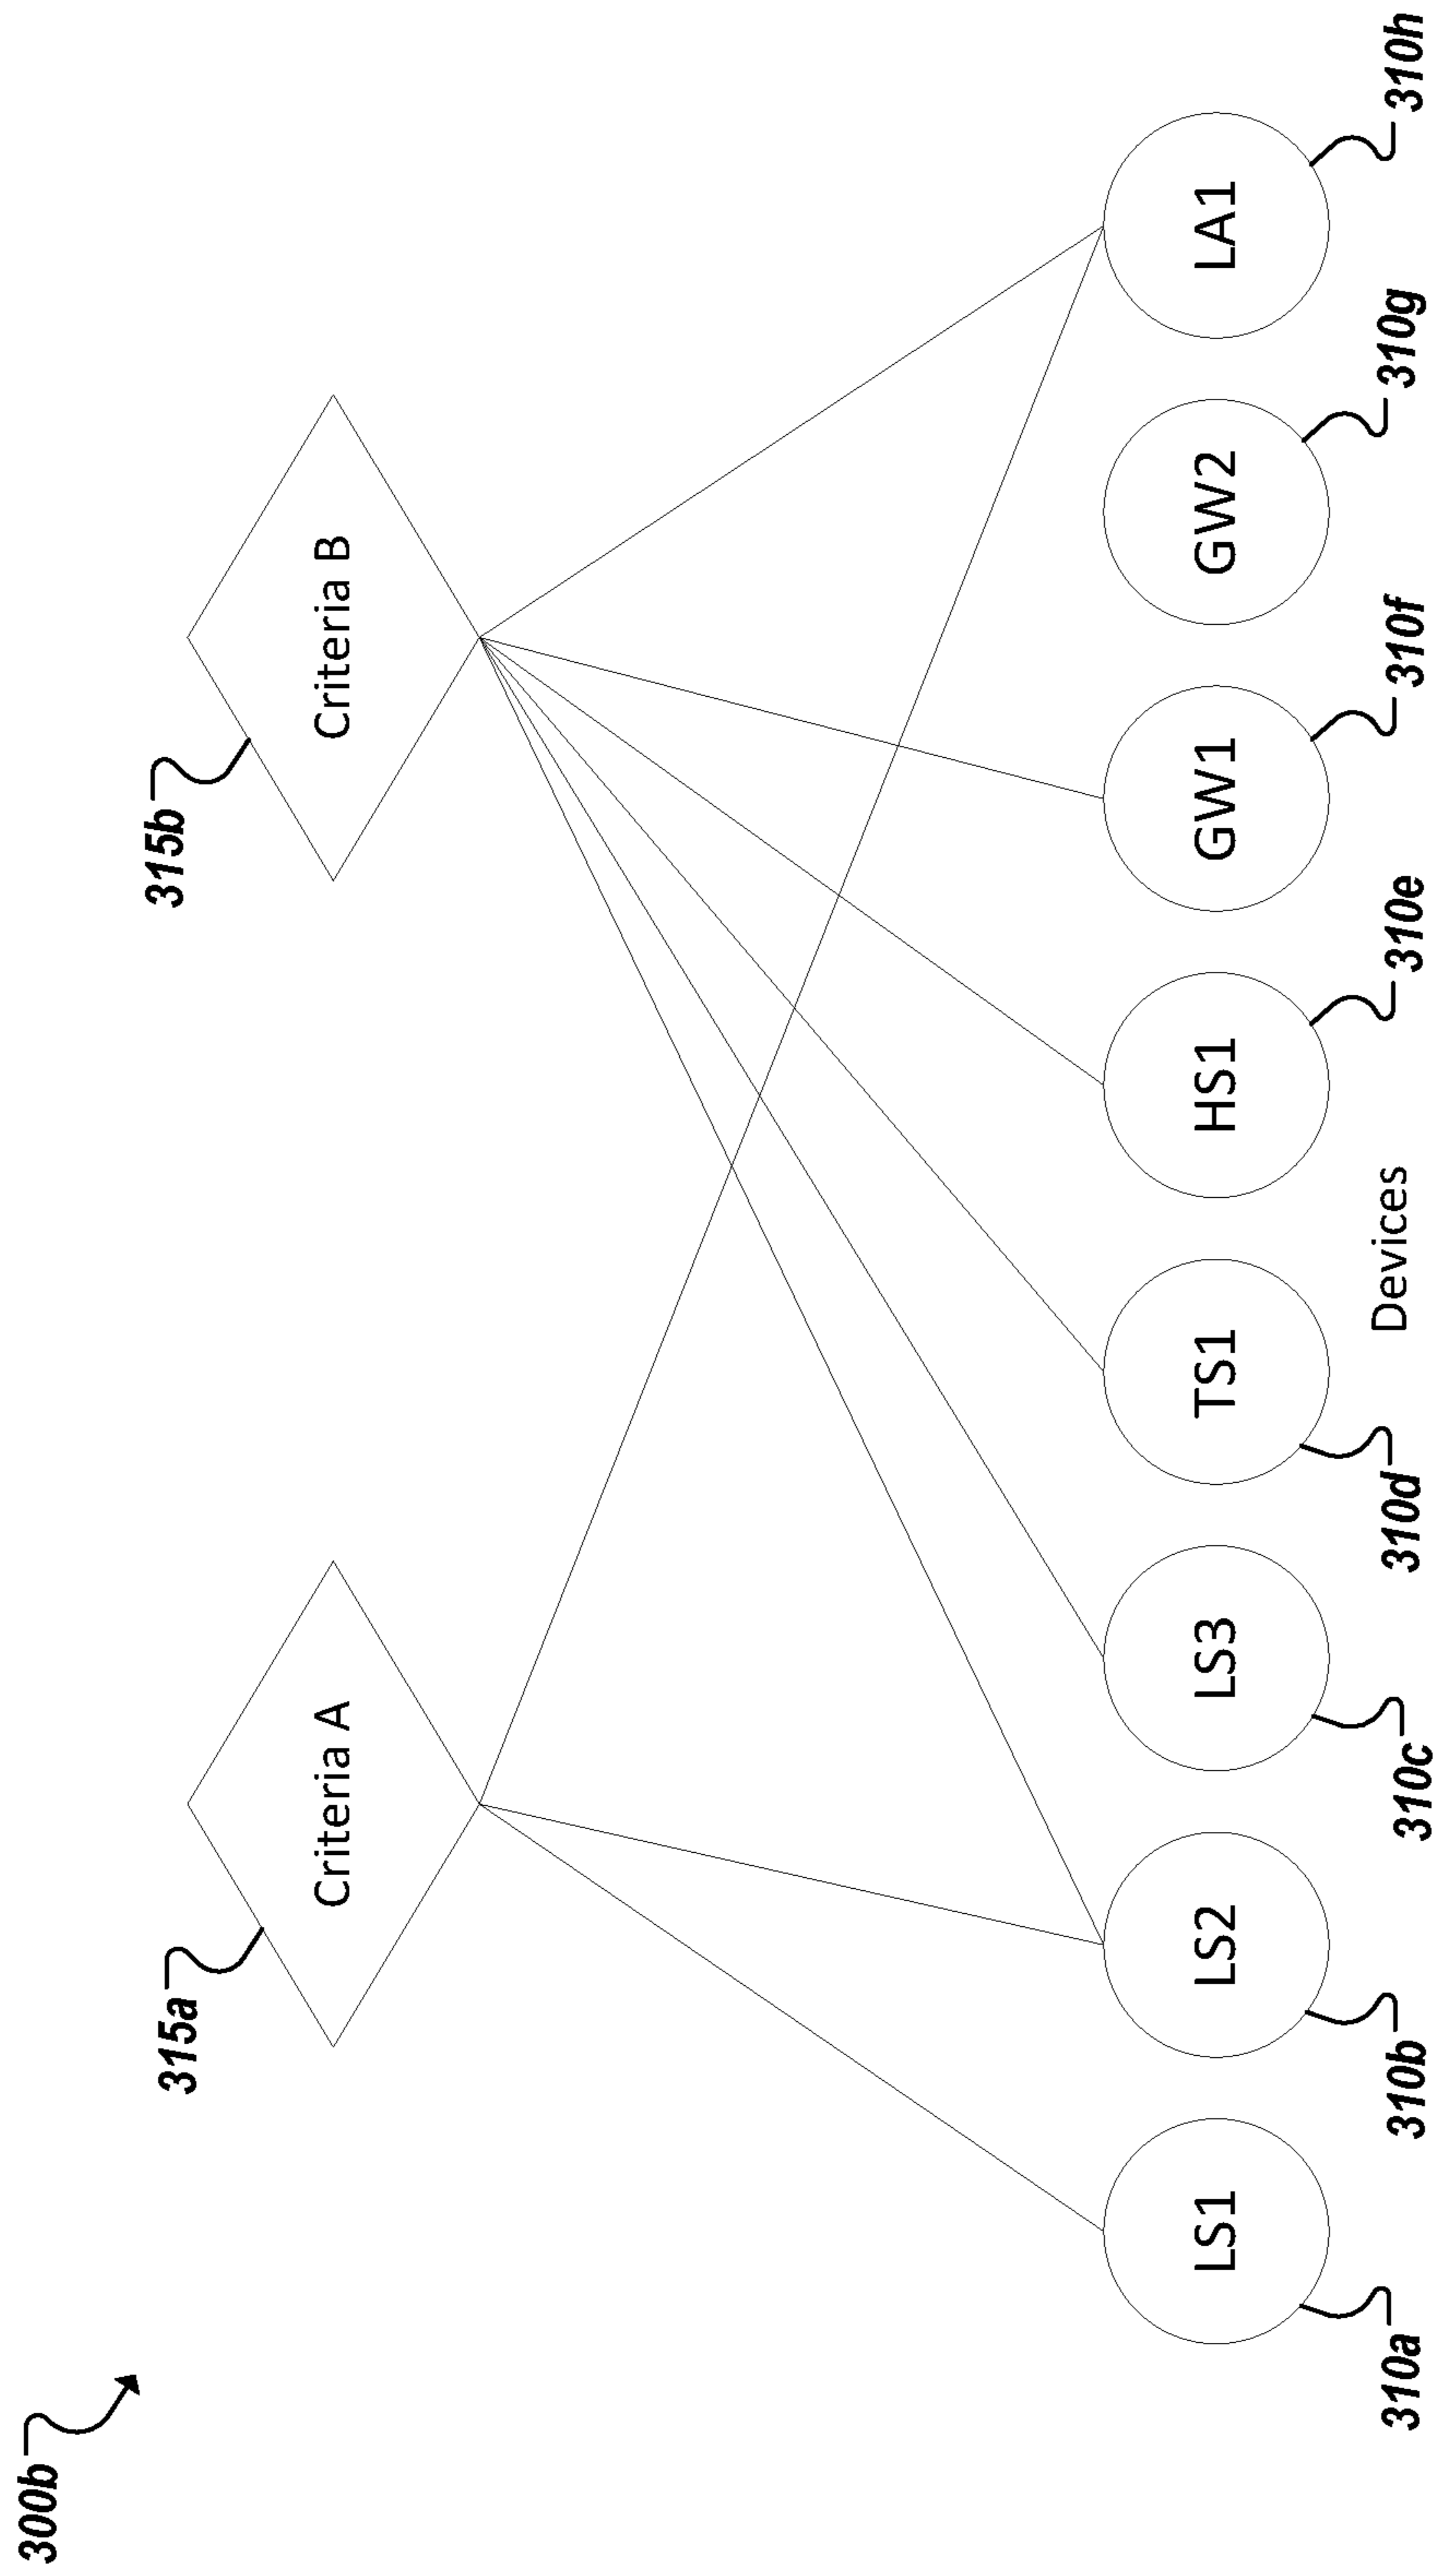 300b
315a
315b
Criteria A
Criteria B
LS1
LS2
LS3
TS1
HS1
GW1
GW2
LA1
310a
310b
310c
310d
Devices
310e
310f
310g
310h